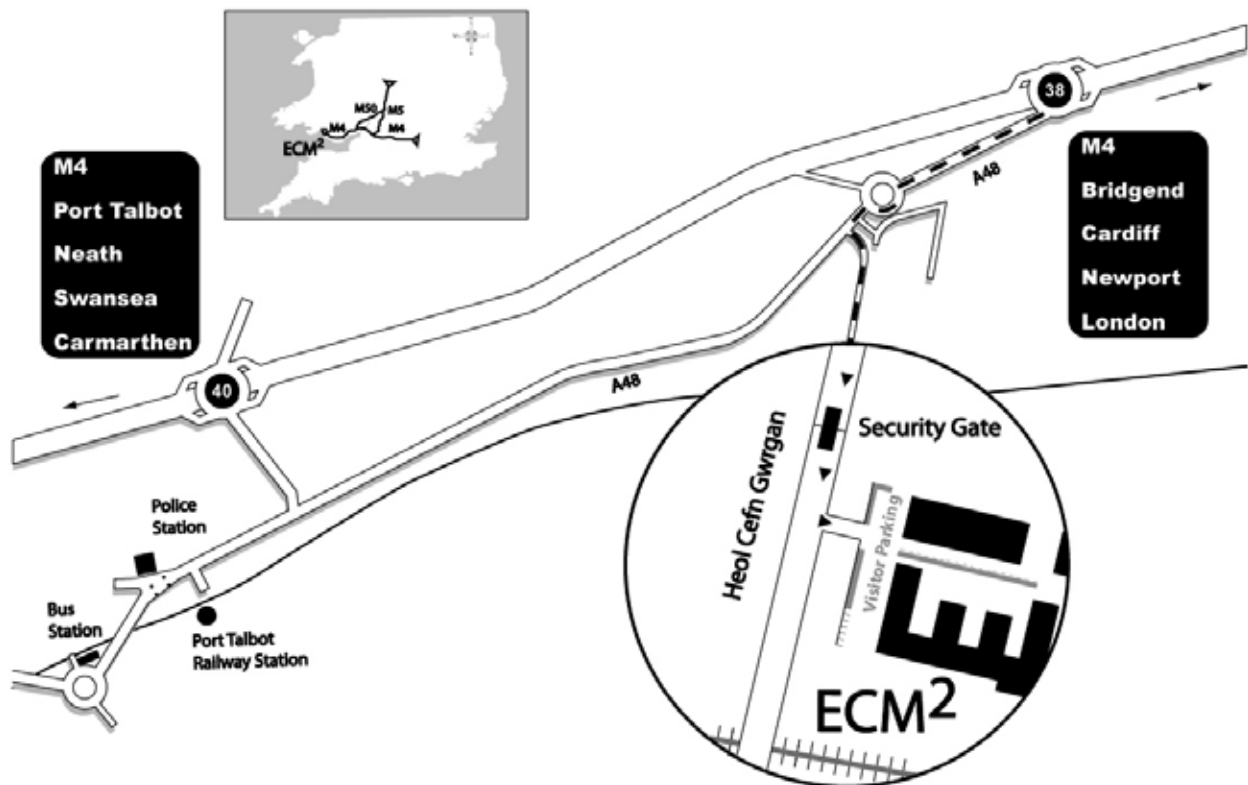 M50
M5
M4
M4
ECM²
38
M4
Port Talbot
Neath
Swansea
Carmarthen
A48
M4
Bridgend
Cardiff
Newport
London
40
A48
Security Gate
Heol Cefn Gwrgan
Visitor Parking
Police
Station
Bus
Station
Port Talbot
Railway Station
ECM²